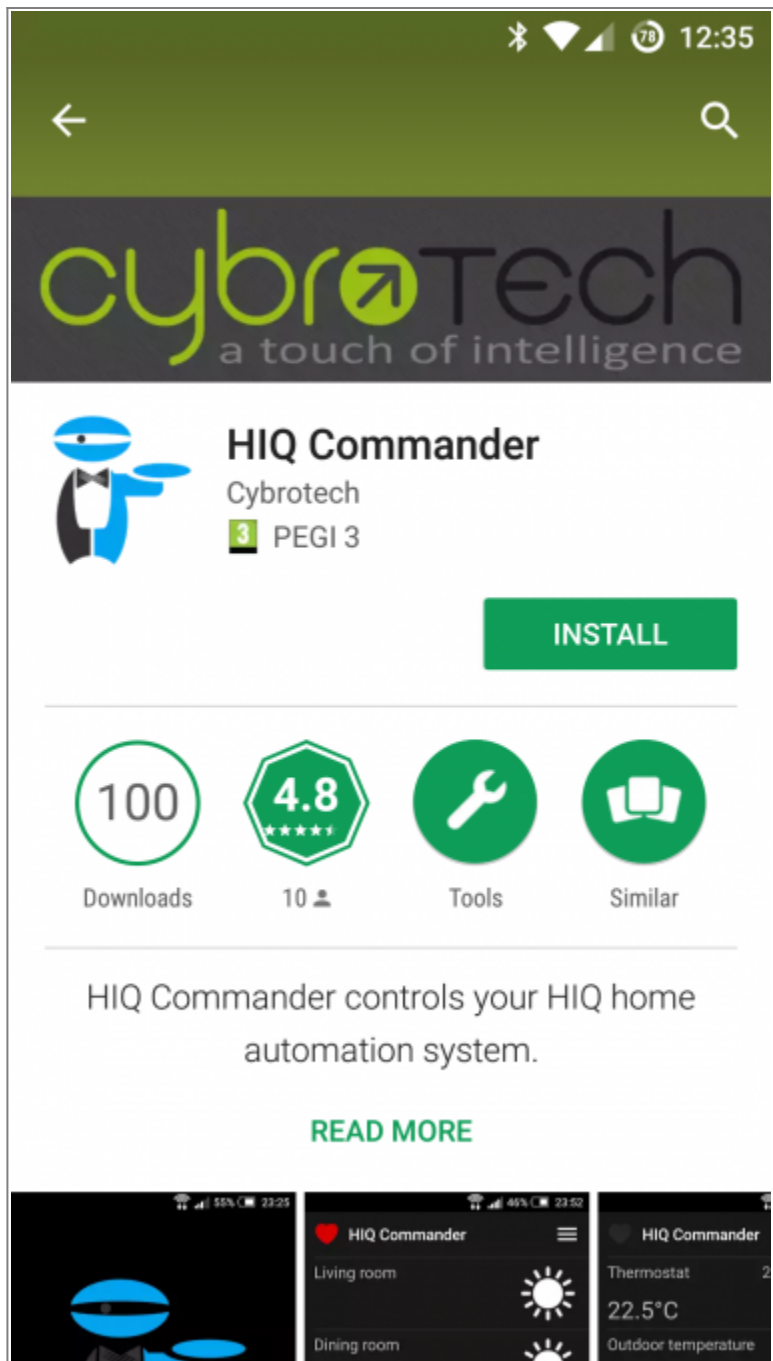 78 12:35
cybrotech
a touch of intelligence
HIQ Commander
Cybrotech
3 PEGI 3
INSTALL
100
4.8
Downloads
10
Tools
Similar
HIQ Commander controls your HIQ home
automation system.
READ MORE
55% 23:25
46% 23:52
HIQ Commander
HIQ Commander
Living room
Thermostat 2
22.5°C
Dining room
Outdoor temperature